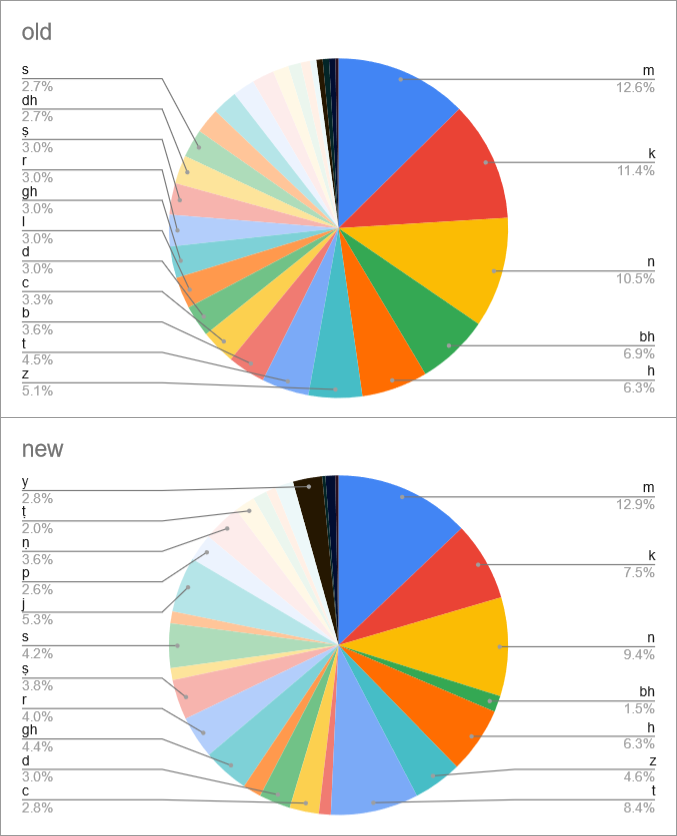 old
s
2.7%
dh
2.7%
ṣ
3.0%
r
3.0%
gh
3.0%
l
3.0%
d
3.0%
c
3.3%
b
3.6%
t
4.5%
z
5.1%
m
12.6%
k
11.4%
n
10.5%
bh
6.9%
h
6.3%
new
y
2.8%
ṭ
2.0%
ṇ
3.6%
p
2.6%
j
5.3%
s
4.2%
ṣ
3.8%
r
4.0%
gh
4.4%
d
3.0%
c
2.8%
m
12.9%
k
7.5%
n
9.4%
bh
1.5%
h
6.3%
z
4.6%
t
8.4%